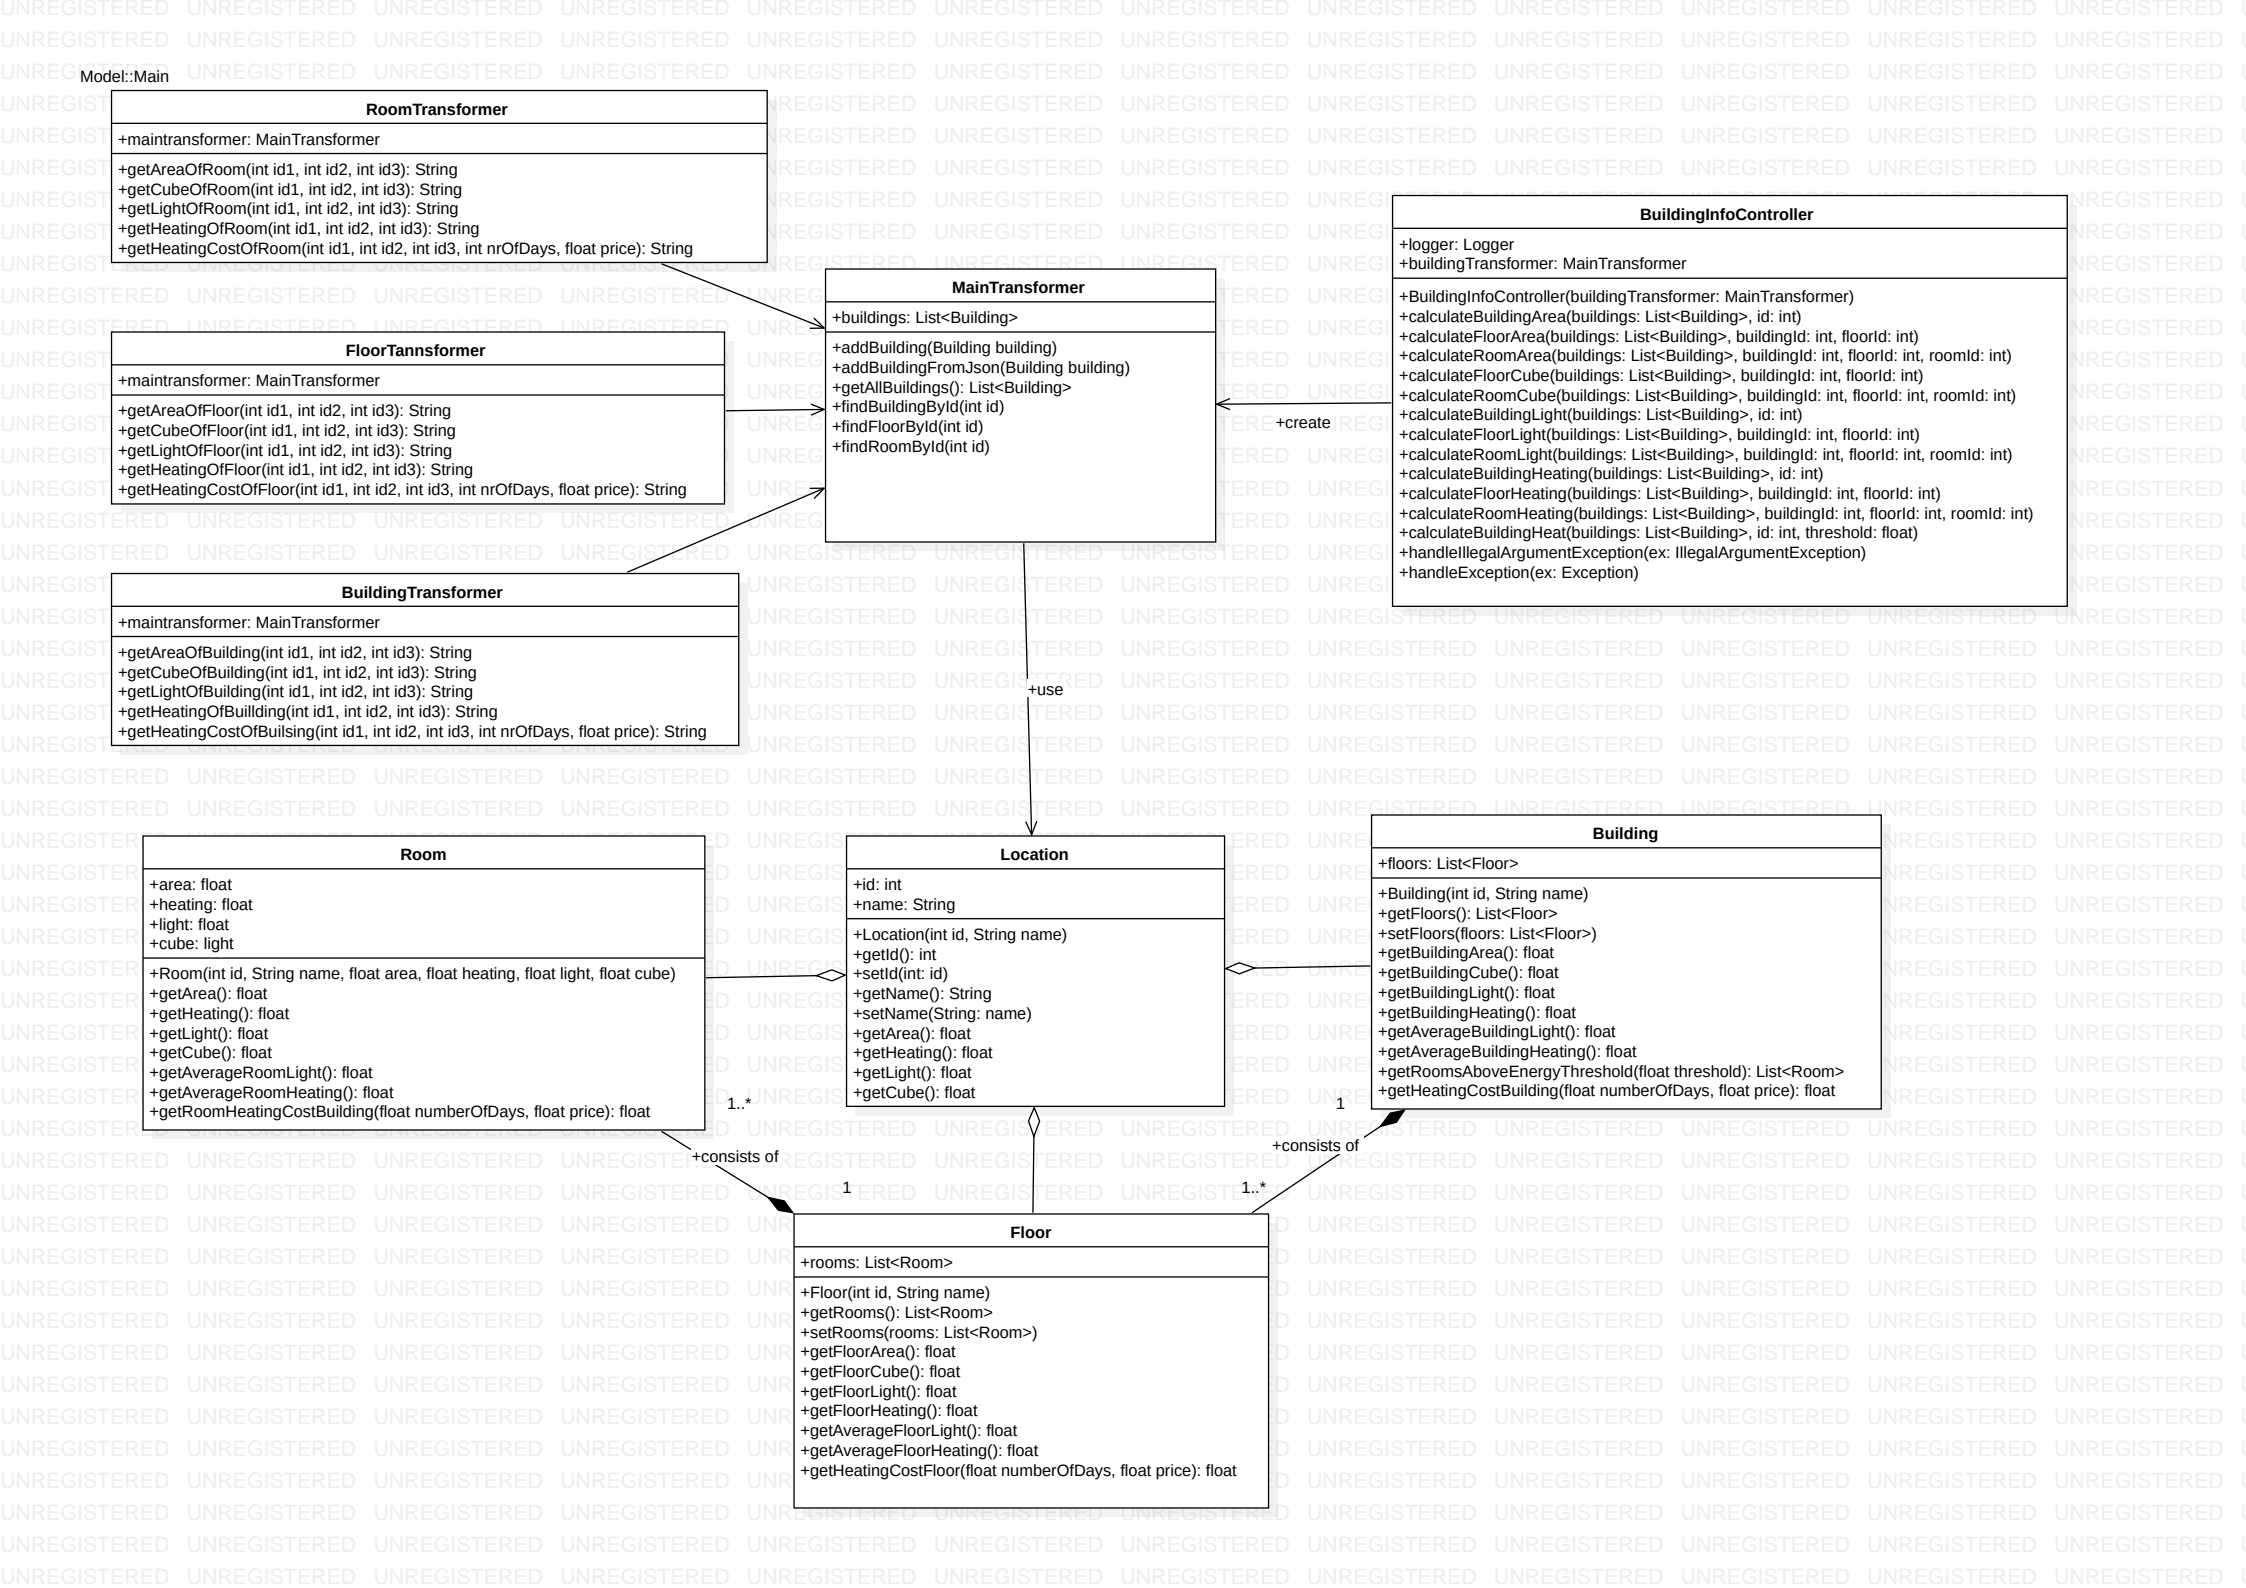 Model::Main
RoomTransformer
+maintransformer: MainTransformer
+getAreaOfRoom(int id1, int id2, int id3): String
+getCubeOfRoom(int id1, int id2, int id3): String
+getLightOfRoom(int id1, int id2, int id3): String
+getHeatingOfRoom(int id1, int id2, int id3): String
+getHeatingCostOfRoom(int id1, int id2, int id3, int nrOfDays, float price): String
FloorTannsformer
+maintransformer: MainTransformer
+getAreaOfFloor(int id1, int id2, int id3): String
+getCubeOfFloor(int id1, int id2, int id3): String
+getLightOfFloor(int id1, int id2, int id3): String
+getHeatingOfFloor(int id1, int id2, int id3): String
+getHeatingCostOfFloor(int id1, int id2, int id3, int nrOfDays, float price): String
BuildingTransformer
+maintransformer: MainTransformer
+getAreaOfBuilding(int id1, int id2, int id3): String
+getCubeOfBuilding(int id1, int id2, int id3): String
+getLightOfBuilding(int id1, int id2, int id3): String
+getHeatingOfBuillding(int id1, int id2, int id3): String
+getHeatingCostOfBuilsing(int id1, int id2, int id3, int nrOfDays, float price): String
MainTransformer
+buildings: List<Building>
+addBuilding(Building building)
+addBuildingFromJson(Building building)
+getAllBuildings(): List<Building>
+findBuildingById(int id)
+findFloorById(int id)
+findRoomById(int id)
+create
BuildingInfoController
+logger: Logger
+buildingTransformer: MainTransformer
+BuildingInfoController(buildingTransformer: MainTransformer)
+calculateBuildingArea(buildings: List<Building>, id: int)
+calculateFloorArea(buildings: List<Building>, buildingId: int, floorId: int)
+calculateRoomArea(buildings: List<Building>, buildingId: int, floorId: int, roomId: int)
+calculateFloorCube(buildings: List<Building>, buildingId: int, floorId: int)
+calculateRoomCube(buildings: List<Building>, buildingId: int, floorId: int, roomId: int)
+calculateBuildingLight(buildings: List<Building>, id: int)
+calculateFloorLight(buildings: List<Building>, buildingId: int, floorId: int)
+calculateRoomLight(buildings: List<Building>, buildingId: int, floorId: int, roomId: int)
+calculateBuildingHeating(buildings: List<Building>, id: int)
+calculateFloorHeating(buildings: List<Building>, buildingId: int, floorId: int)
+calculateRoomHeating(buildings: List<Building>, buildingId: int, floorId: int, roomId: int)
+calculateBuildingHeat(buildings: List<Building>, id: int, threshold: float)
+handleIllegalArgumentException(ex: IllegalArgumentException)
+handleException(ex: Exception)
+use
Room
+area: float
+heating: float
+light: float
+cube: light
+Room(int id, String name, float area, float heating, float light, float cube)
+getArea(): float
+getHeating(): float
+getLight(): float
+getCube(): float
+getAverageRoomLight(): float
+getAverageRoomHeating(): float
+getRoomHeatingCostBuilding(float numberOfDays, float price): float
Location
+id: int
+name: String
+Location(int id, String name)
+getId(): int
+setId(int: id)
+getName(): String
+setName(String: name)
+getArea(): float
+getHeating(): float
+getLight(): float
+getCube(): float
Building
+floors: List<Floor>
+Building(int id, String name)
+getFloors(): List<Floor>
+setFloors(floors: List<Floor>)
+getBuildingArea(): float
+getBuildingCube(): float
+getBuildingLight(): float
+getBuildingHeating(): float
+getAverageBuildingLight(): float
+getAverageBuildingHeating(): float
+getRoomsAboveEnergyThreshold(float threshold): List<Room>
+getHeatingCostBuilding(float numberOfDays, float price): float
1..*
+consists of
1
1
+consists of
1..*
Floor
+rooms: List<Room>
+Floor(int id, String name)
+getRooms(): List<Room>
+setRooms(rooms: List<Room>)
+getFloorArea(): float
+getFloorCube(): float
+getFloorLight(): float
+getFloorHeating(): float
+getAverageFloorLight(): float
+getAverageFloorHeating(): float
+getHeatingCostFloor(float numberOfDays, float price): float
UNREGISTERED